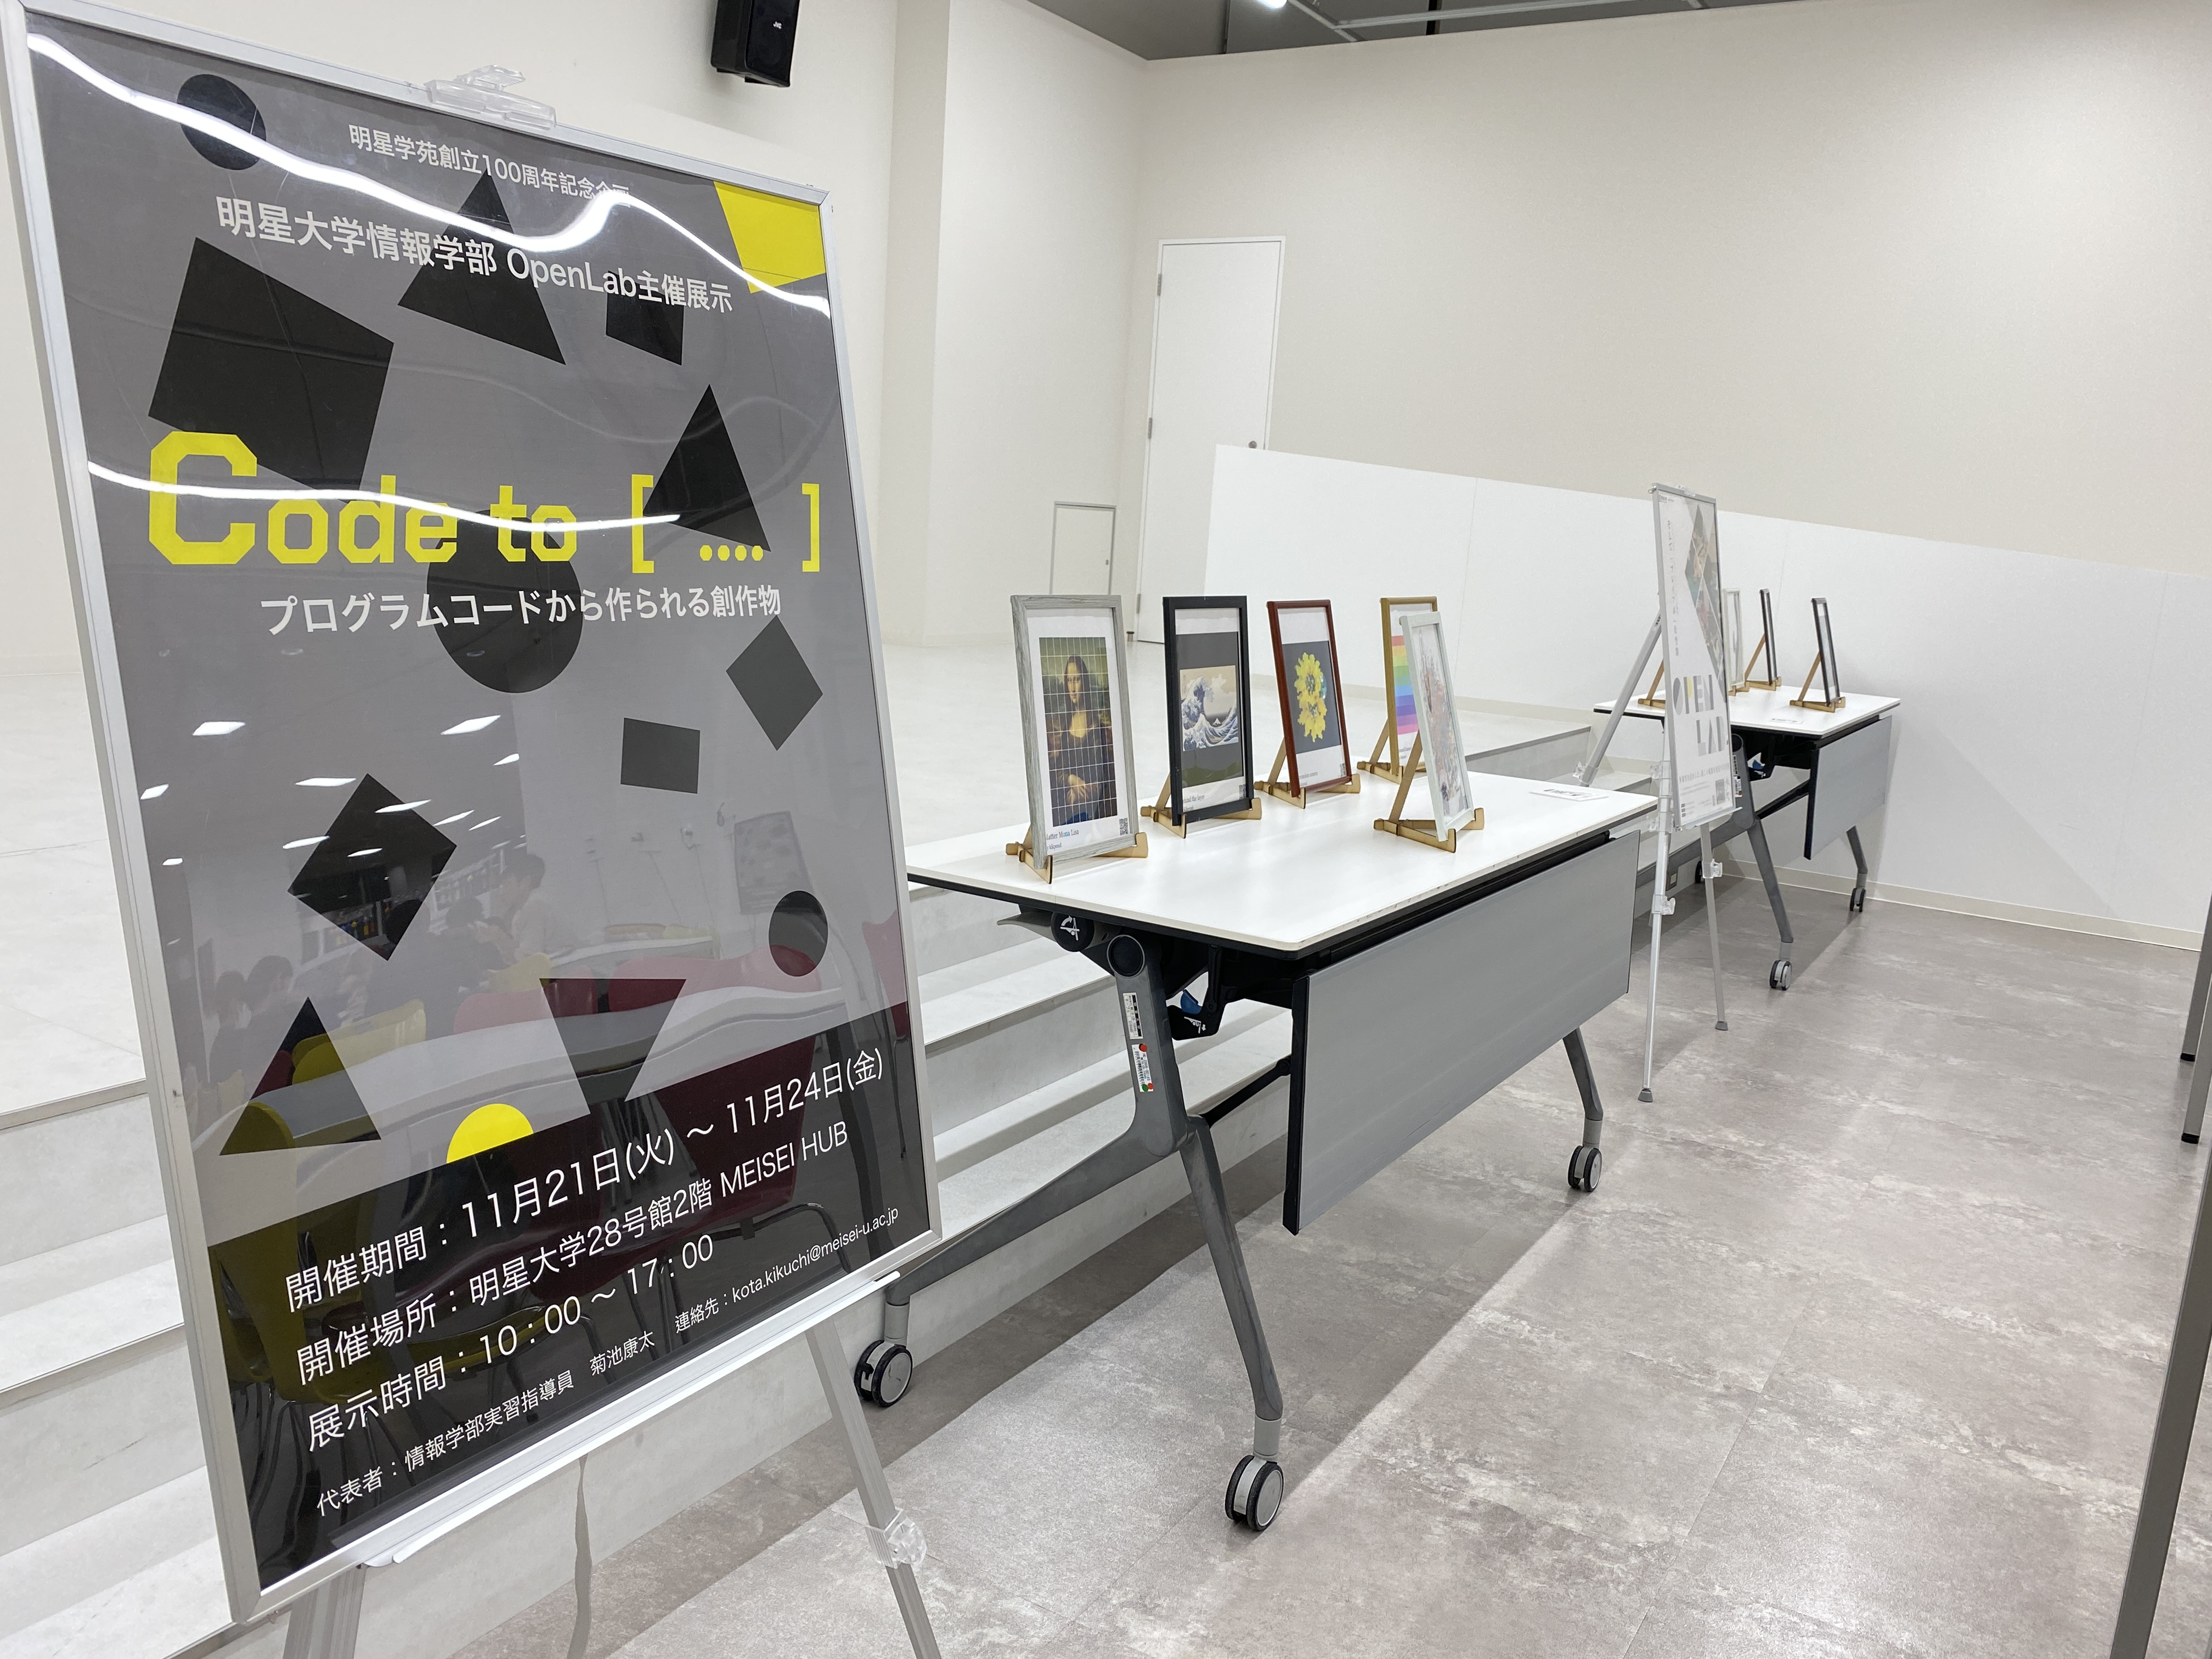 明星学苑創立100周年記念企画
明星大学情報学部 OpenLab主催展示
Code to [ .... ]
プログラムコードから作られる創作物
開催期間：11月21日(火) ～ 11月24日(金)
開催場所：明星大学28号館2階 MEISEI HUB
展示時間：10：00 ～ 17：00
代表者：情報学部実習指導員　菊池康太　連絡先：kota.kikuchi@meisei-u.ac.jp
JVC
Mona Lisa
OPEN
LAB